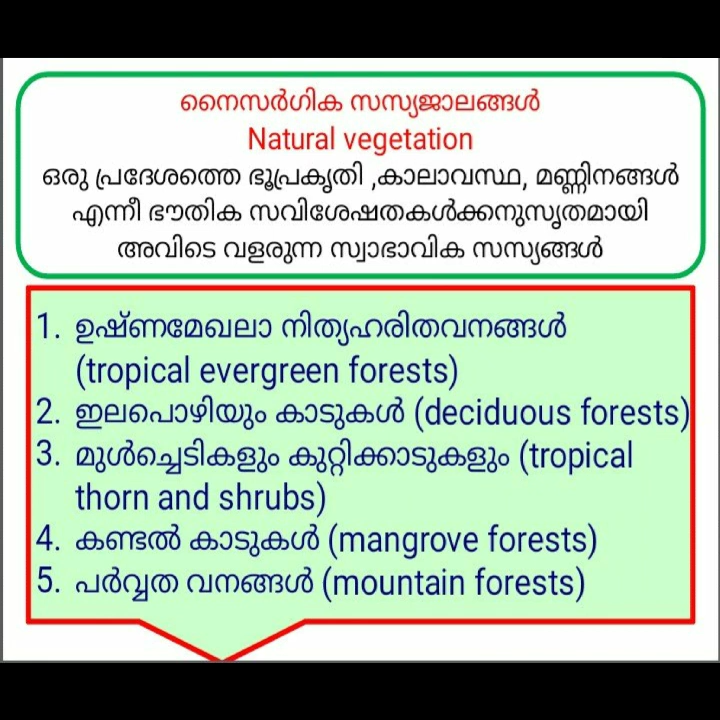 നൈസർഗിക സസ്യജാലങ്ങൾ
Natural vegetation
ഒരു പ്രദേശത്തെ ഭൂപ്രകൃതി ,കാലാവസ്ഥ, മണ്ണിനങ്ങൾ
എന്നീ ഭൗതിക സവിശേഷതകൾക്കനുസൃതമായി
അവിടെ വളരുന്ന സ്വാഭാവിക സസ്യങ്ങൾ
1. ഉഷ്ണമേഖലാ നിത്യഹരിതവനങ്ങൾ
(tropical evergreen forests)
2. ഇലപൊഴിയും കാടുകൾ (deciduous forests)
3. മുൾച്ചെടികളും കുറ്റിക്കാടുകളും (tropical
thorn and shrubs)
4. കണ്ടൽ കാടുകൾ (mangrove forests)
5. പർവ്വത വനങ്ങൾ (mountain forests)